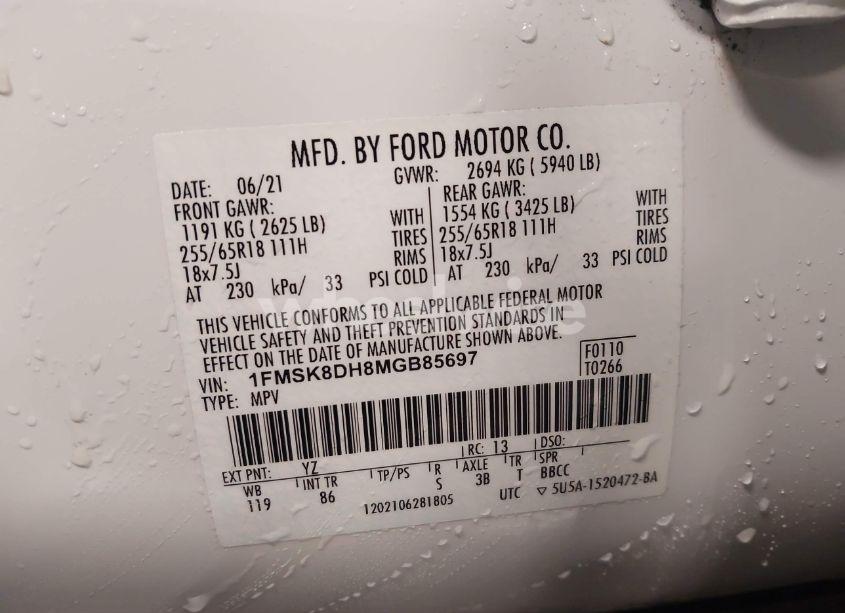 MFD. BY FORD MOTOR CO.
DATE: 06/21 GVWR: 2694 KG ( 5940 LB)
FRONT GAWR: REAR GAWR:
1191 KG ( 2625 LB) WITH 1554 KG ( 3425 LB) WITH
255/65R18 111H TIRES 255/65R18 111H TIRES
18x7.5J RIMS 18x7.5J RIMS
AT 230 kPa/ 33 PSI COLD AT 230 kPa/ 33 PSI COLD
THIS VEHICLE CONFORMS TO ALL APPLICABLE FEDERAL MOTOR
VEHICLE SAFETY AND THEFT PREVENTION STANDARDS IN
EFFECT ON THE DATE OF MANUFACTURE SHOWN ABOVE.
VIN: 1FMSK8DH8MGB85697 F0110
TYPE: MPV T0266
EXT PNT: YZ RC: 13 DSO:
WB INT TR TP/PS R AXLE TR SPR
119 86 S 3B T BBCC
1202106281805 UTC ▽ 5U5A-1520472-BA